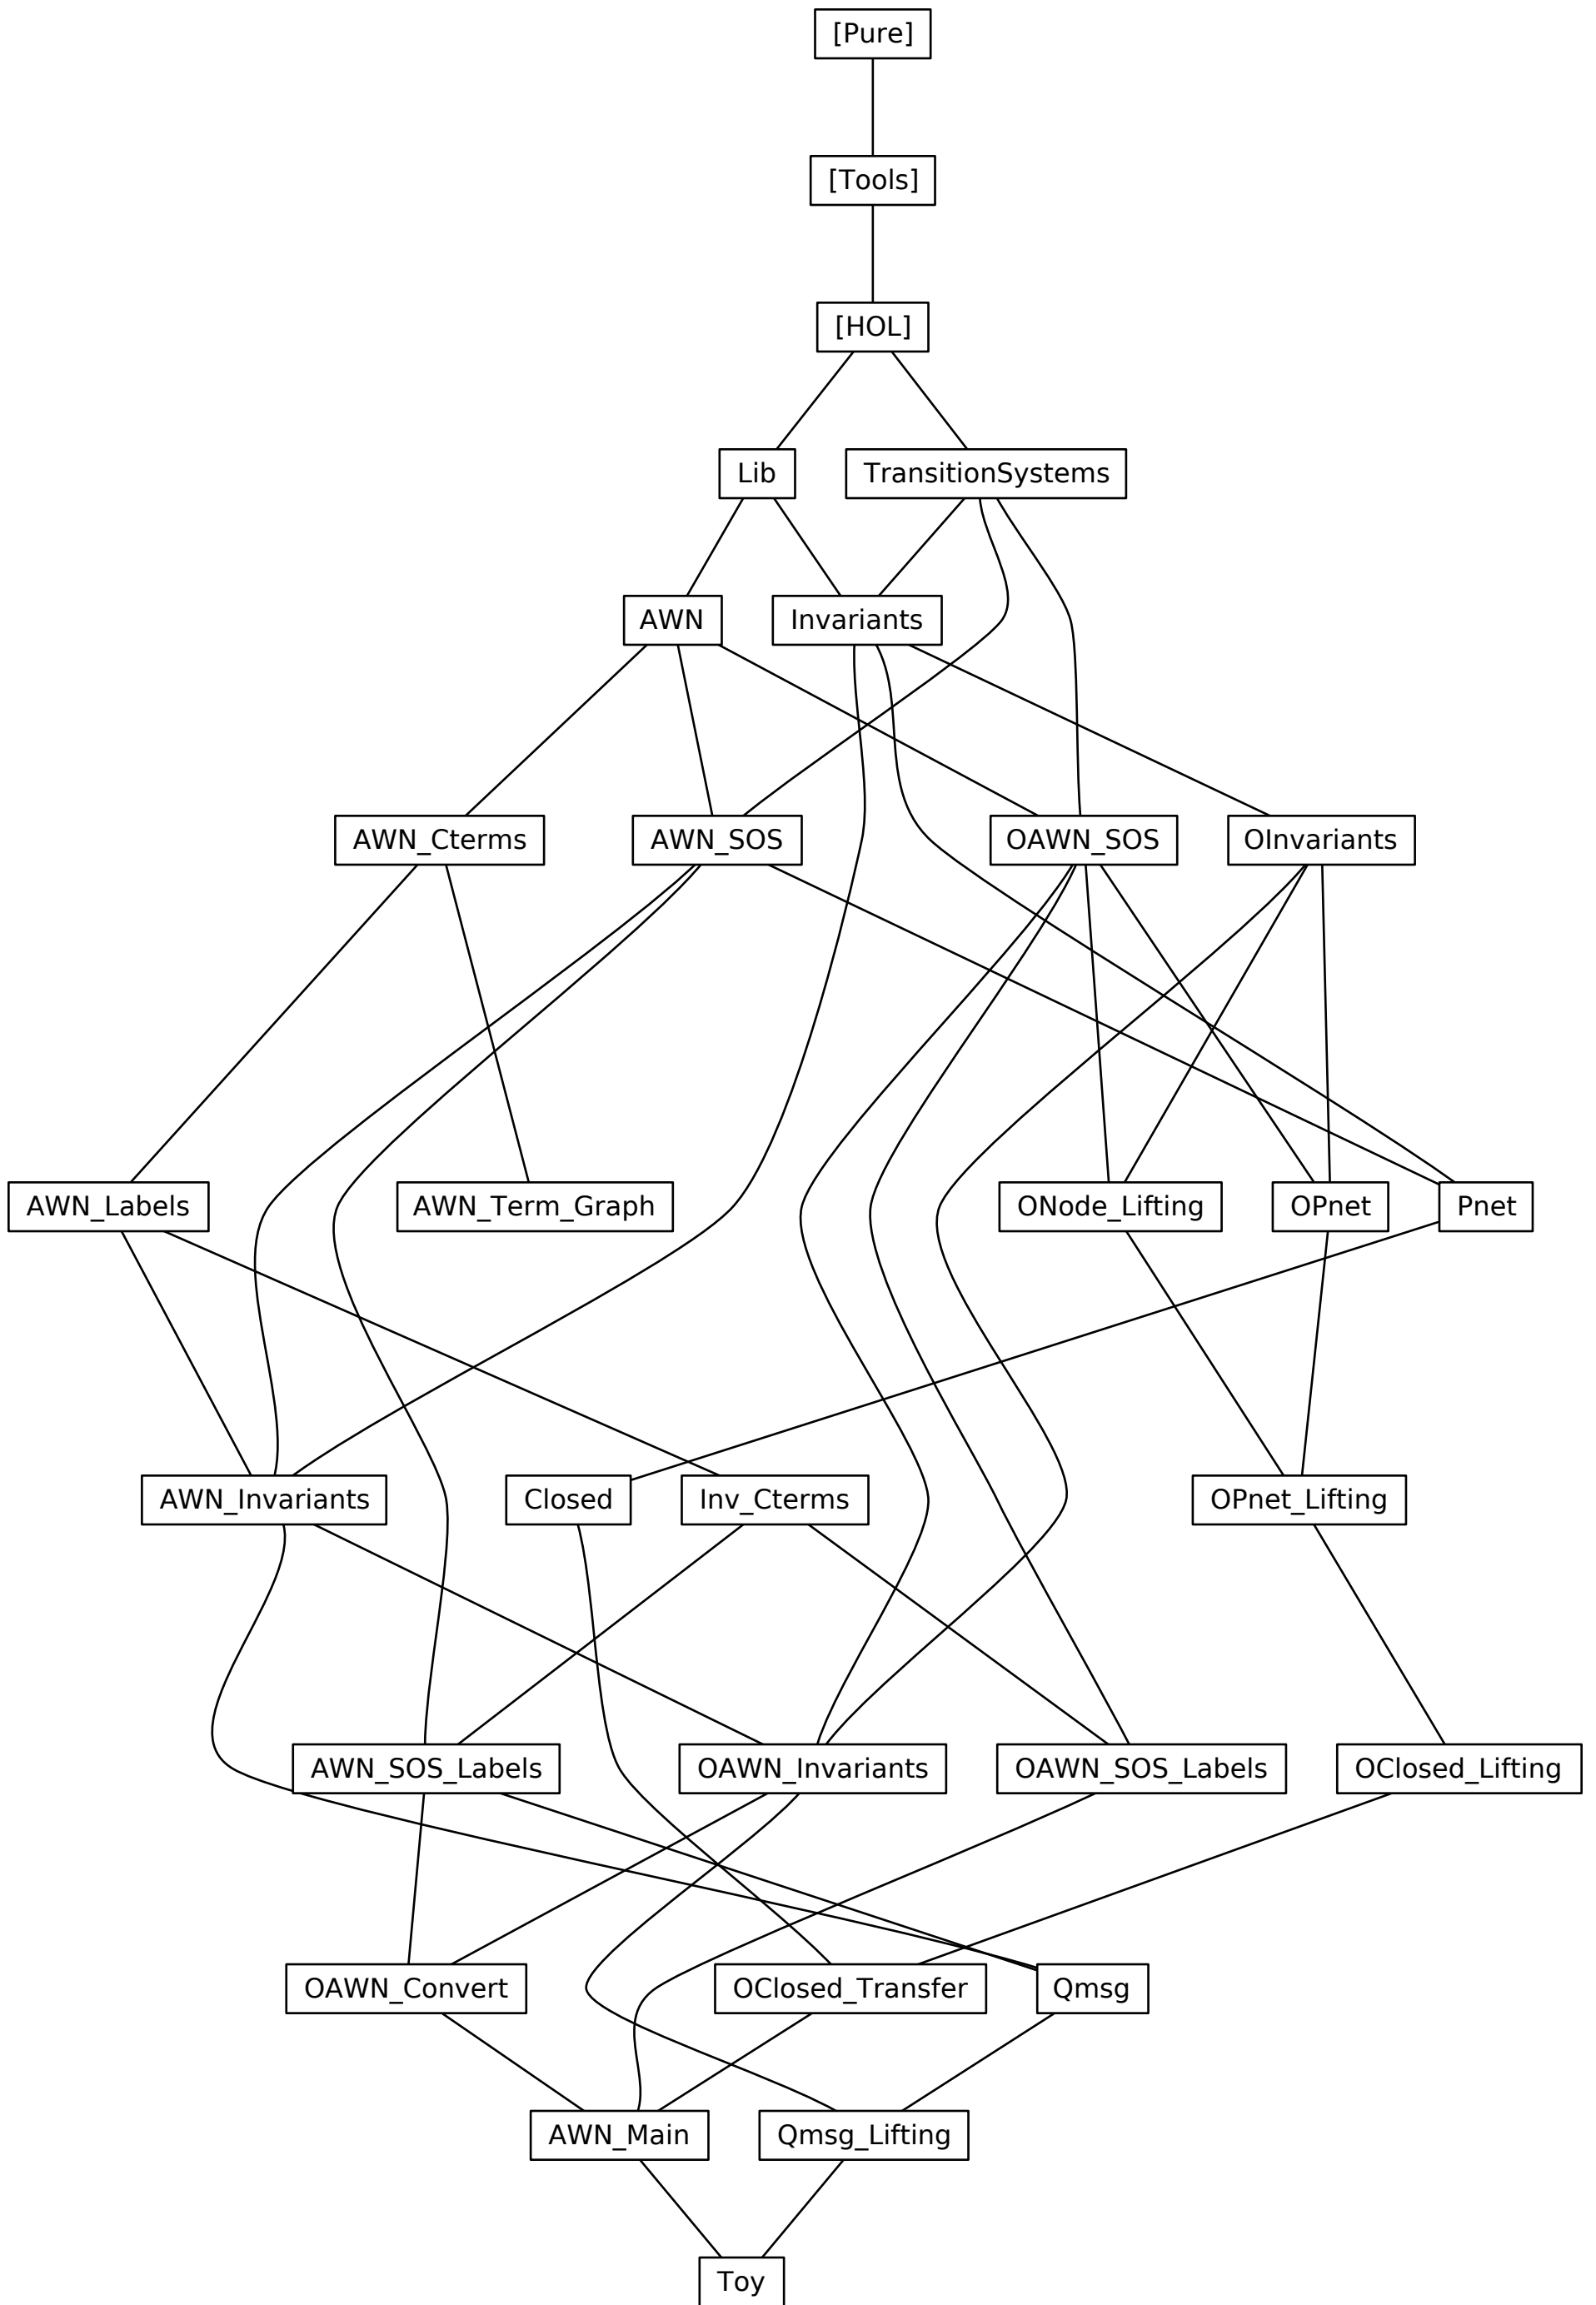 [Pure]
[Tools]
[HOL]
Lib
TransitionSystems
AWN
Invariants
AWN_Cterms
AWN_SOS
OAWN_SOS
OInvariants
AWN_Labels
AWN_Term_Graph
ONode_Lifting
OPnet
Pnet
AWN_Invariants
Closed
Inv_Cterms
OPnet_Lifting
AWN_SOS_Labels
OAWN_Invariants
OAWN_SOS_Labels
OClosed_Lifting
OAWN_Convert
OClosed_Transfer
Qmsg
AWN_Main
Qmsg_Lifting
Toy